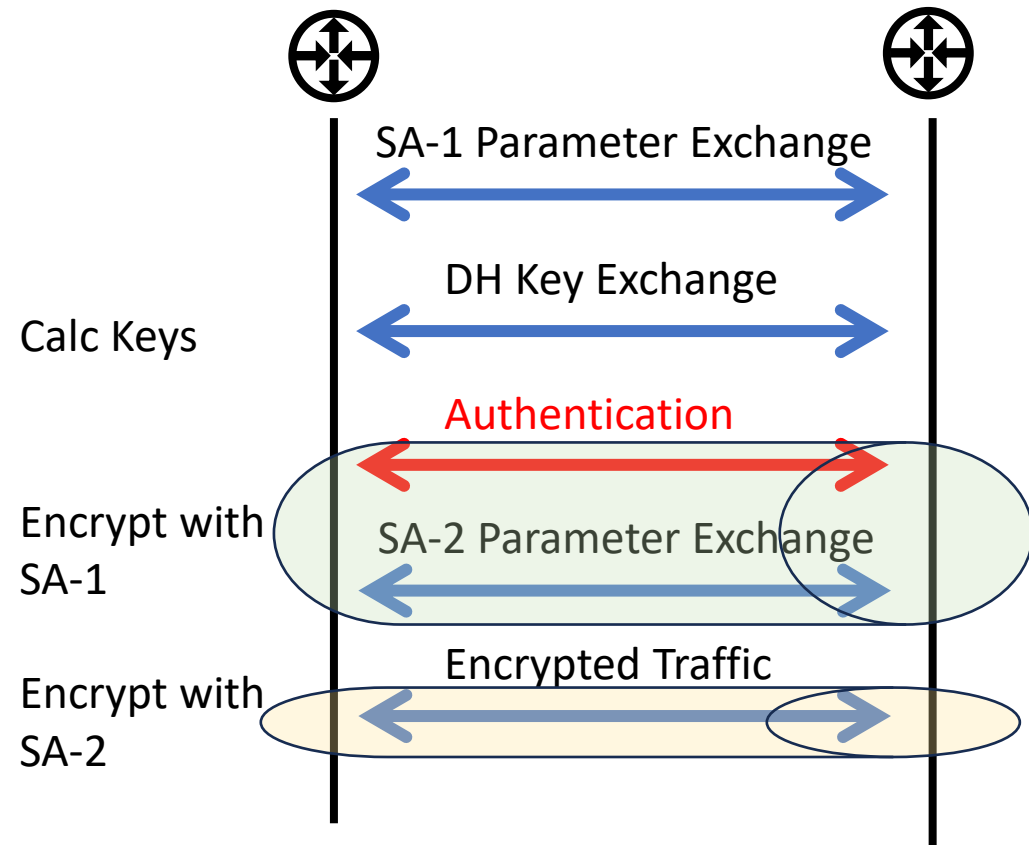 SA-1 Parameter Exchange
DH Key Exchange
Calc Keys
Authentication
Encrypt with
SA-1
SA-2 Parameter Exchange
Encrypted Traffic
Encrypt with
SA-2